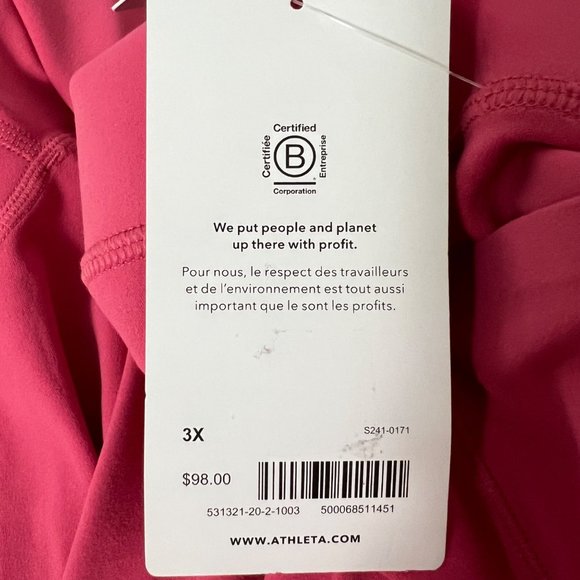 Certified
Certifiée
B
Entreprise
Corporation
We put people and planet
up there with profit.
Pour nous, le respect des travailleurs
et de l'environnement est tout aussi
important que le sont les profits.
3X
S241-0171
$98.00
531321-20-2-1003 500068511451
WWW.ATHLETA.COM